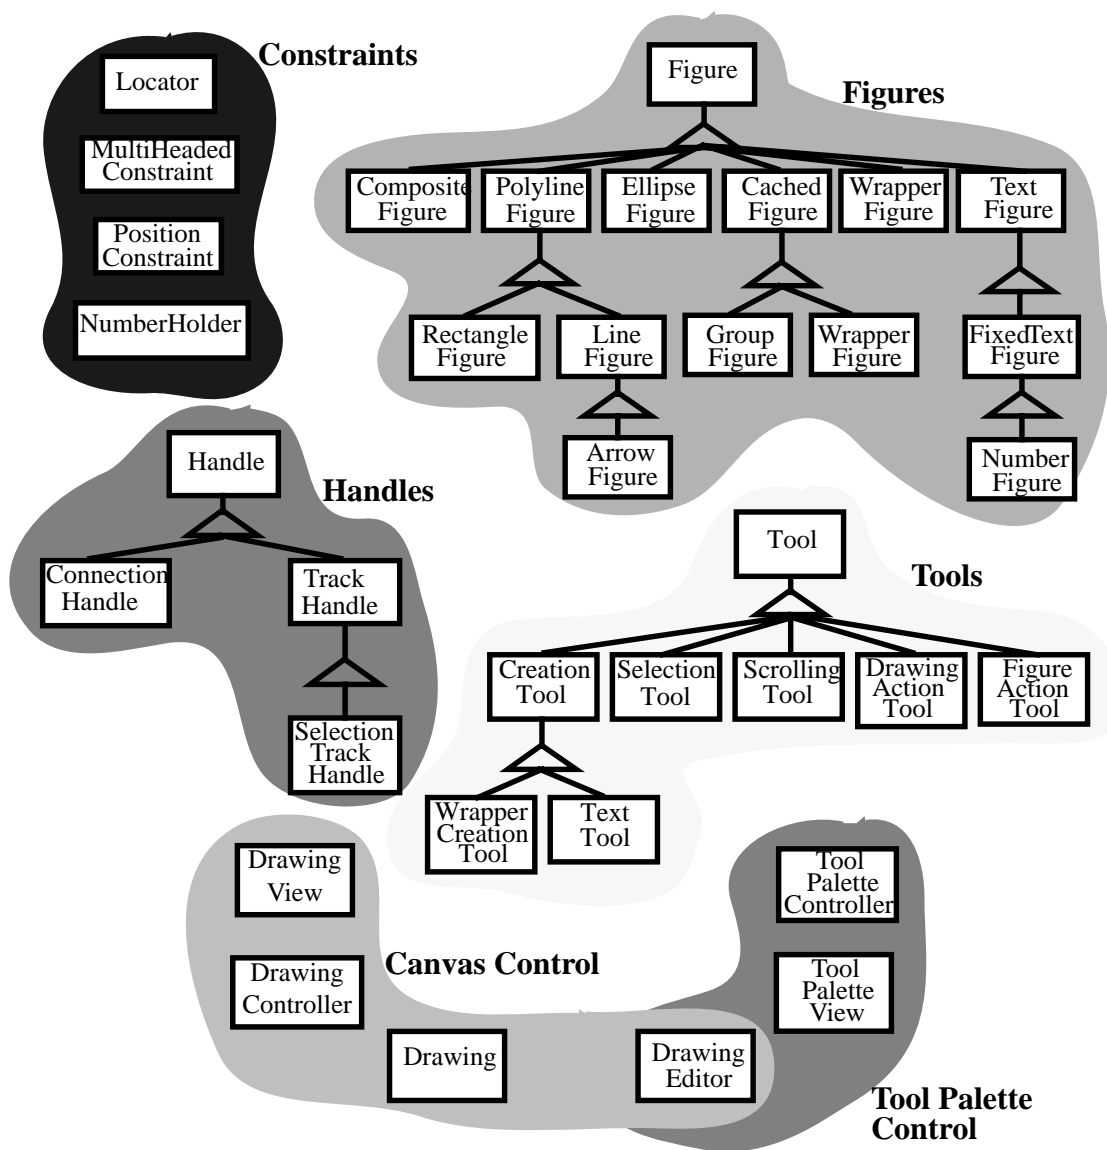 Constraints
Locator
MultiHeaded
Constraint
Position
Constraint
NumberHolder
Figures
Figure
Composite
Figure
Polyline
Figure
Ellipse
Figure
Cached
Figure
Wrapper
Figure
Text
Figure
Rectangle
Figure
Line
Figure
Group
Figure
Wrapper
Figure
FixedText
Figure
Arrow
Figure
Number
Figure
Handles
Handle
Connection
Handle
Track
Handle
Selection
Track
Handle
Tools
Tool
Creation
Tool
Selection
Tool
Scrolling
Tool
Drawing
Action
Tool
Figure
Action
Tool
Wrapper
Creation
Tool
Text
Tool
Canvas Control
Drawing
View
Drawing
Controller
Drawing
Drawing
Editor
Tool
Palette
Controller
Tool
Palette
View
Tool Palette
Control